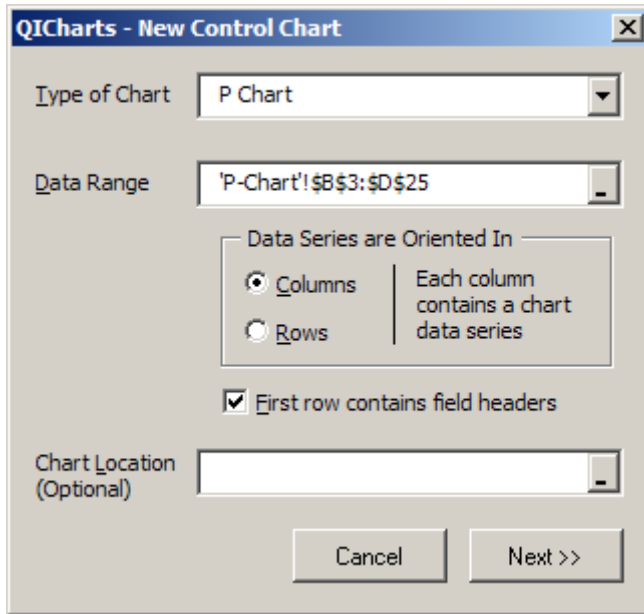 QICharts - New Control Chart
Type of Chart
P Chart
Data Range
'P-Chart'!$B$3:$D$25
Data Series are Oriented In
Columns
Rows
Each column
contains a chart
data series
First row contains field headers
Chart Location
(Optional)
Cancel
Next >>